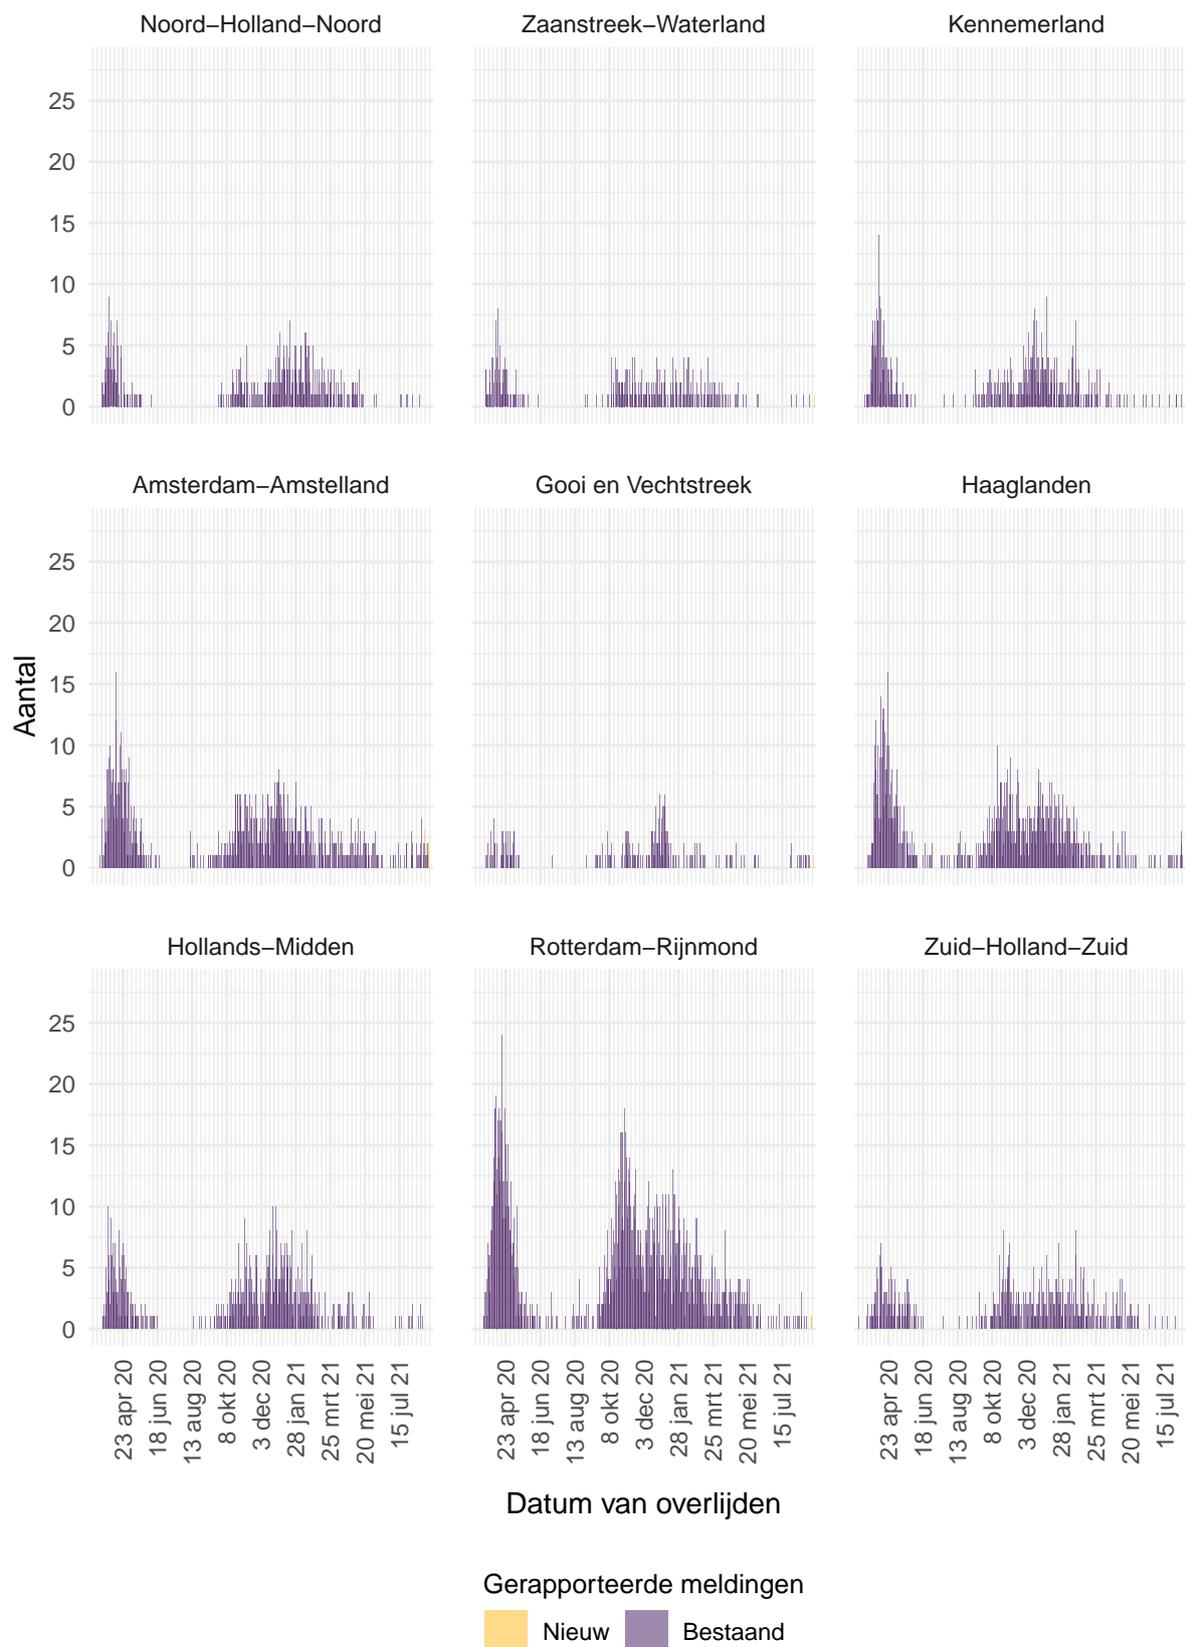 Noord−Holland−Noord
Zaanstreek−Waterland
Kennemerland
25
20
15
10
5
0
Amsterdam−Amstelland
Gooi en Vechtstreek
Haaglanden
25
20
15
10
5
0
Aantal
Hollands−Midden
Rotterdam−Rijnmond
Zuid−Holland−Zuid
25
20
15
10
5
0
23 apr 20
18 jun 20
13 aug 20
8 okt 20
3 dec 20
28 jan 21
25 mrt 21
20 mei 21
15 jul 21
23 apr 20
18 jun 20
13 aug 20
8 okt 20
3 dec 20
28 jan 21
25 mrt 21
20 mei 21
15 jul 21
23 apr 20
18 jun 20
13 aug 20
8 okt 20
3 dec 20
28 jan 21
25 mrt 21
20 mei 21
15 jul 21
Datum van overlijden
Gerapporteerde meldingen
Nieuw
Bestaand